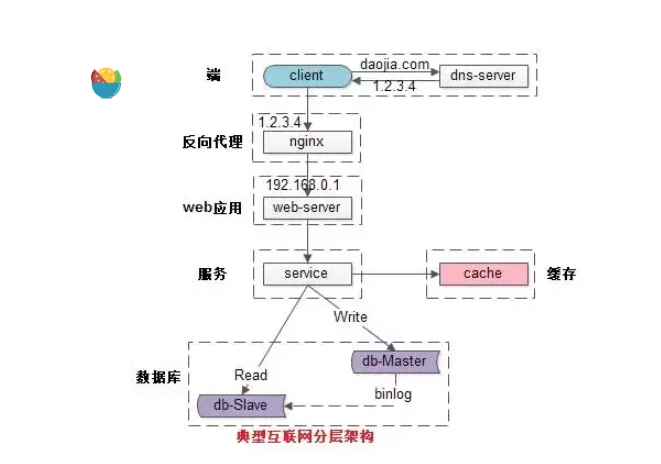 daojia.com
端
client
dns-server
1.2.3.4
1.2.3.4
反向代理
nginx
192.168.0.1
web应用
web-server
服务
service
cache
缓存
Write
db-Master
数据库
Read
binlog
db-Slave
典型互联网分层架构